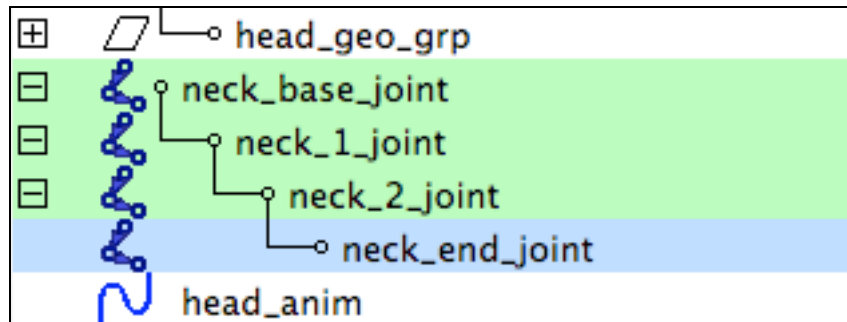 head_geo_grp
neck_base_joint
neck_1_joint
neck_2_joint
neck_end_joint
head_anim